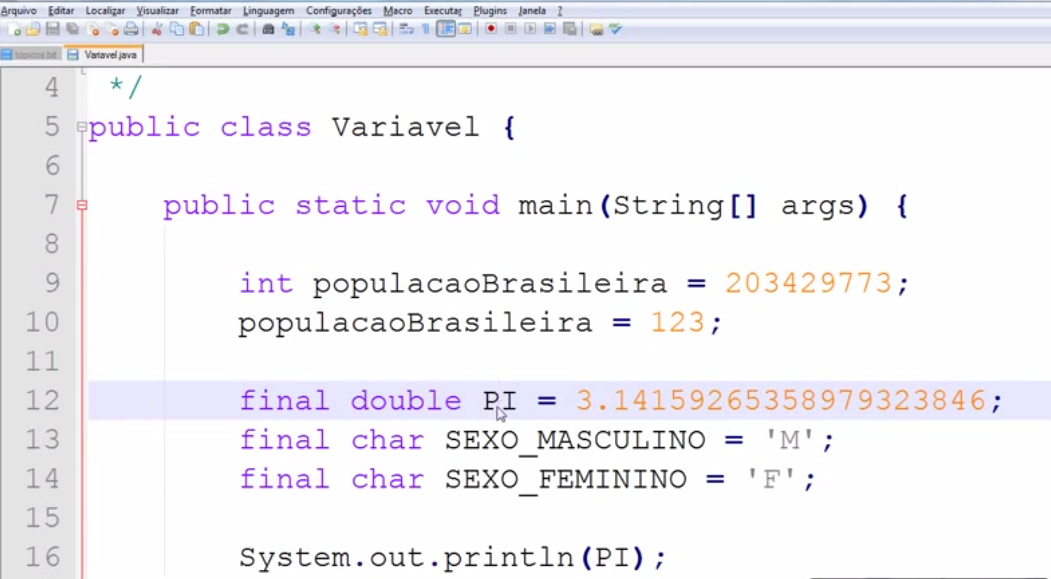 Arquivo Editar Localizar Visualizar Formatar Linguagem Configurações Macro Executar Plugins Janela ?
topicos.txt Variavel.java
4 */
5 public class Variavel {
6
7 public static void main(String[] args) {
8
9 int populacaoBrasileira = 203429773;
10 populacaoBrasileira = 123;
11
12 final double PI = 3.14159265358979323846;
13 final char SEXO_MASCULINO = 'M';
14 final char SEXO_FEMININO = 'F';
15
16 System.out.println(PI);